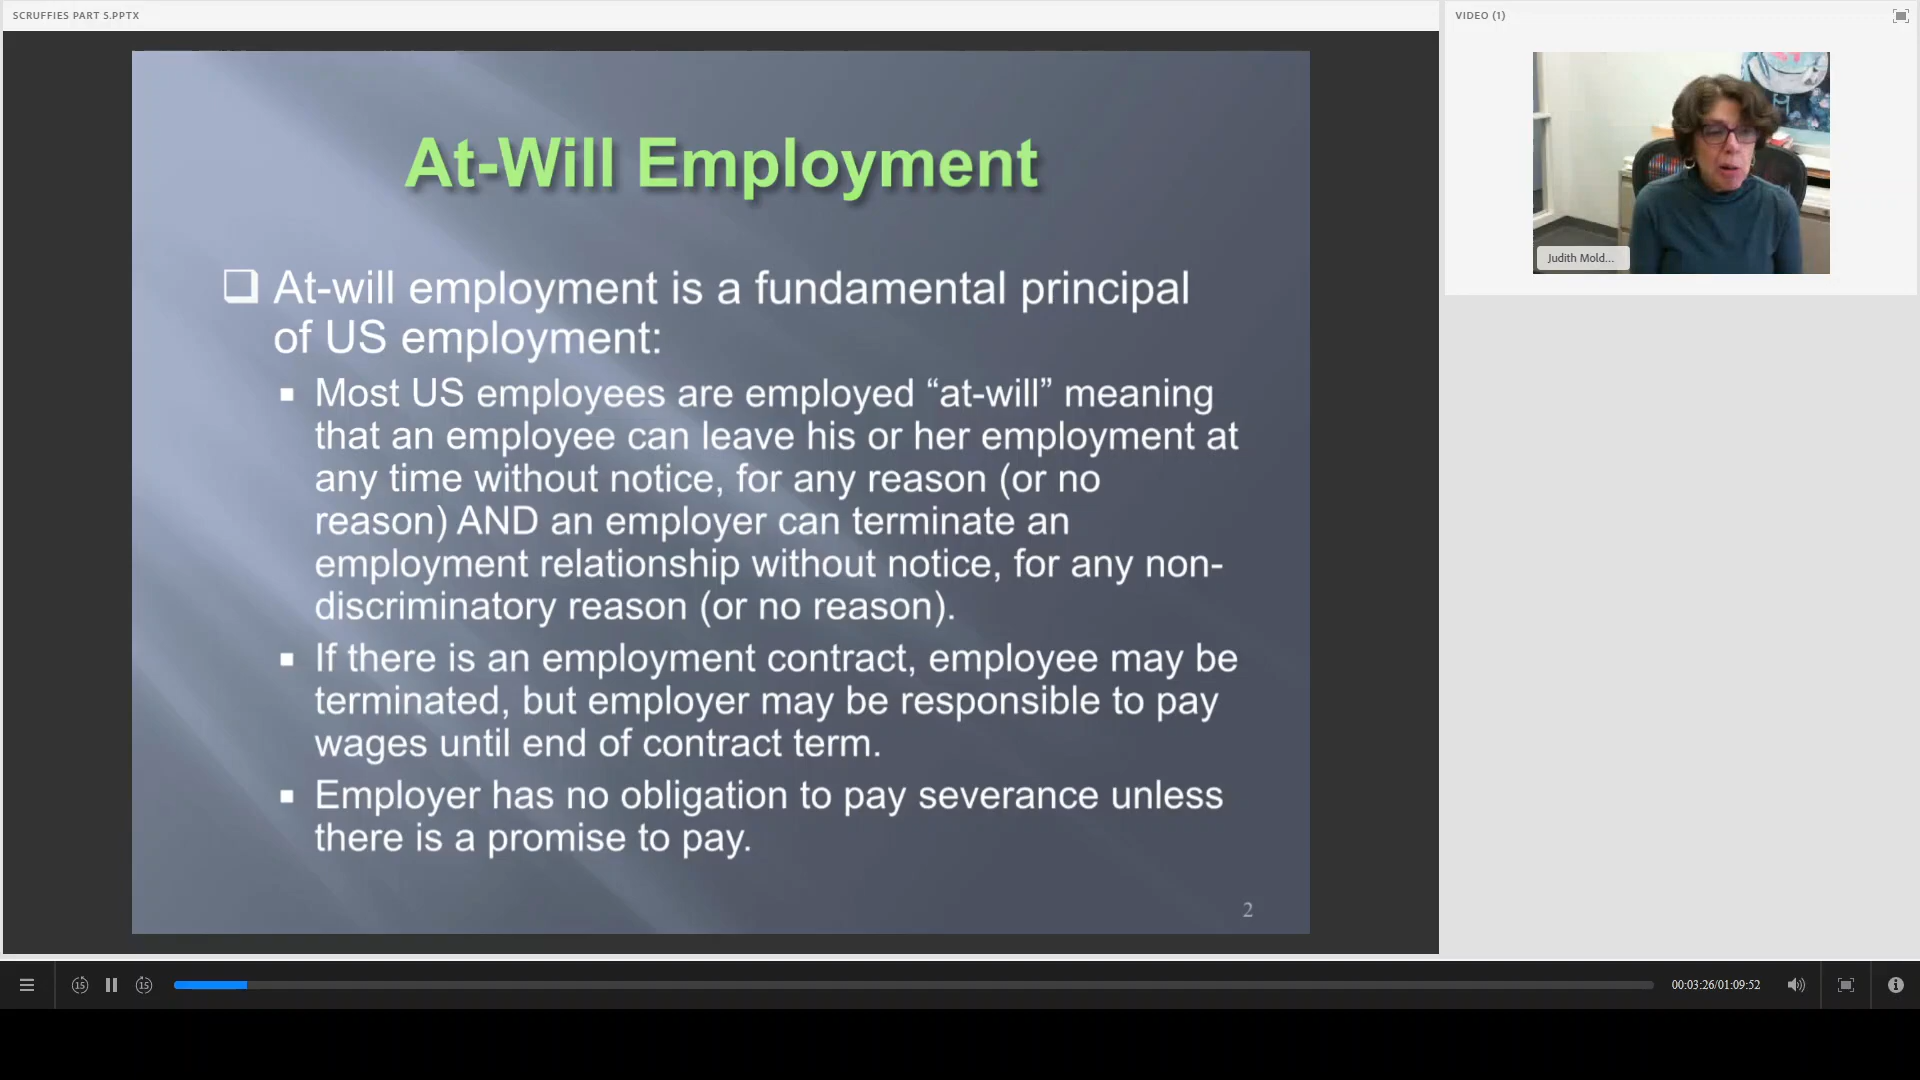 SCRUFFIES PART 5.PPTX
VIDEO (1)
At-Will Employment
At-will employment is a fundamental principal
of US employment:
Most US employees are employed “at-will” meaning
that an employee can leave his or her employment at
any time without notice, for any reason (or no
reason) AND an employer can terminate an
employment relationship without notice, for any non-
discriminatory reason (or no reason).
If there is an employment contract, employee may be
terminated, but employer may be responsible to pay
wages until end of contract term.
Employer has no obligation to pay severance unless
there is a promise to pay.
2
Judith Mold...
15
15
00:03:26/01:09:52